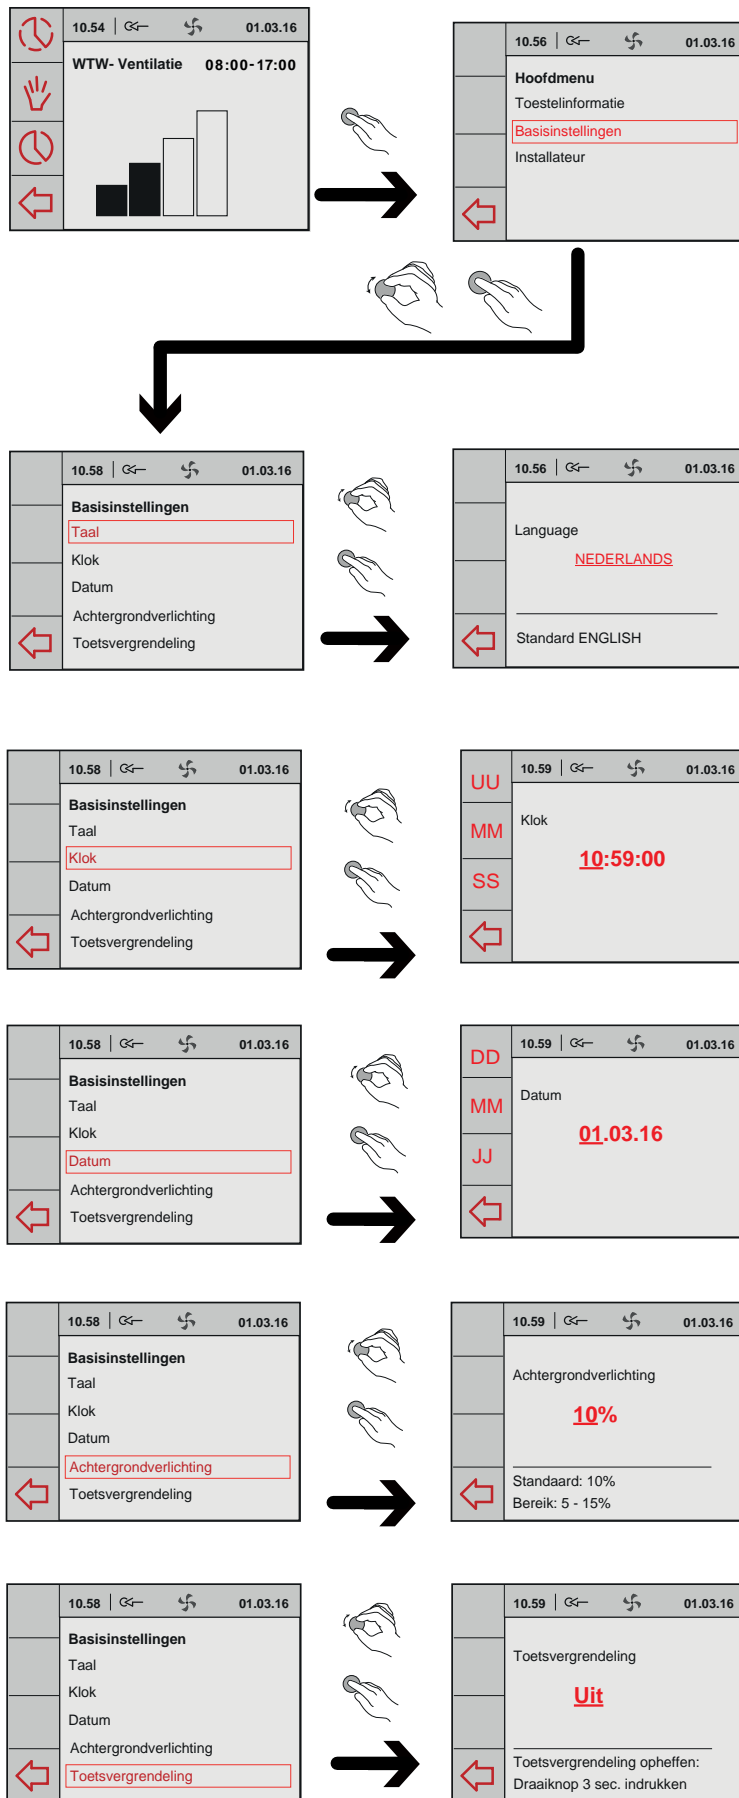 10.54 01.03.16
WTW- Ventilatie 08:00-17:00
10.56 01.03.16
Hoofdmenu
Toestelinformatie
Basisinstellingen
Installateur
10.58 01.03.16
Basisinstellingen
Taal
Klok
Datum
Achtergrondverlichting
Toetsvergrendeling
10.56 01.03.16
Language
NEDERLANDS
Standard ENGLISH
10.58 01.03.16
Basisinstellingen
Taal
Klok
Datum
Achtergrondverlichting
Toetsvergrendeling
UU
MM
SS
10.59 01.03.16
Klok
10:59:00
10.58 01.03.16
Basisinstellingen
Taal
Klok
Datum
Achtergrondverlichting
Toetsvergrendeling
DD
MM
JJ
10.59 01.03.16
Datum
01.03.16
10.58 01.03.16
Basisinstellingen
Taal
Klok
Datum
Achtergrondverlichting
Toetsvergrendeling
10.59 01.03.16
Achtergrondverlichting
10%
Standaard: 10%
Bereik: 5 - 15%
10.58 01.03.16
Basisinstellingen
Taal
Klok
Datum
Achtergrondverlichting
Toetsvergrendeling
10.59 01.03.16
Toetsvergrendeling
Uit
Toetsvergrendeling opheffen:
Draaiknop 3 sec. indrukken